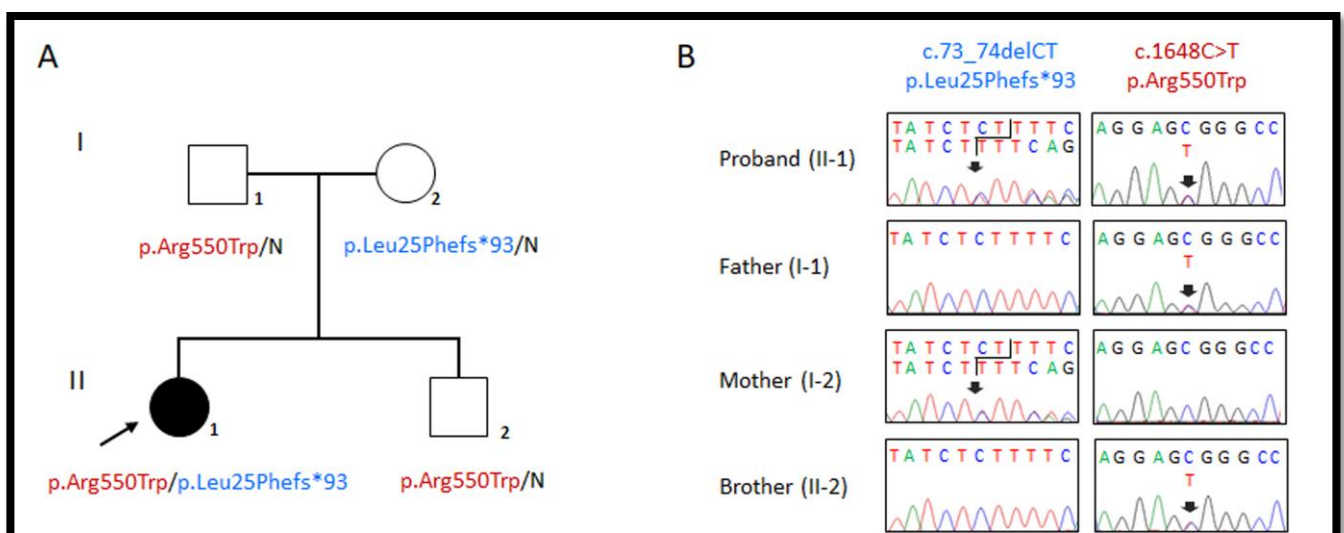 A
I
1
2
p.Arg550Trp/N
p.Leu25Phefs*93/N
II
1
2
p.Arg550Trp/p.Leu25Phefs*93
p.Arg550Trp/N
B
c.73_74delCT
p.Leu25Phefs*93
c.1648C>T
p.Arg550Trp
Proband (II-1)
TATCTCTTTTC
TATCTTTTCAG
AGGAGCGGGCC
T
Father (I-1)
TATCTCTTTTC
AGGAGCGGGCC
T
Mother (I-2)
TATCTCTTTTC
TATCTTTTCAG
AGGAGCGGGCC
Brother (II-2)
TATCTCTTTTC
AGGAGCGGGCC
T